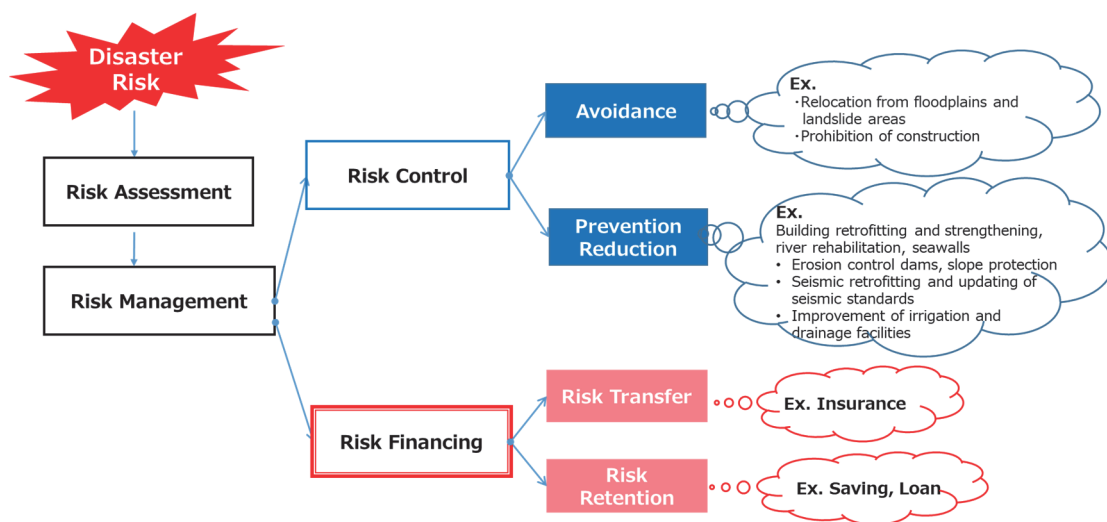 Disaster
Risk
Risk Assessment
Risk Management
Risk Control
Risk Financing
Avoidance
Ex.
・Relocation from floodplains and
landslide areas
・Prohibition of construction
Prevention
Reduction
Ex.
Building retrofitting and strengthening,
river rehabilitation, seawalls
• Erosion control dams, slope protection
• Seismic retrofitting and updating of
seismic standards
• Improvement of irrigation and
drainage facilities
Risk Transfer
Ex. Insurance
Risk
Retention
Ex. Saving, Loan